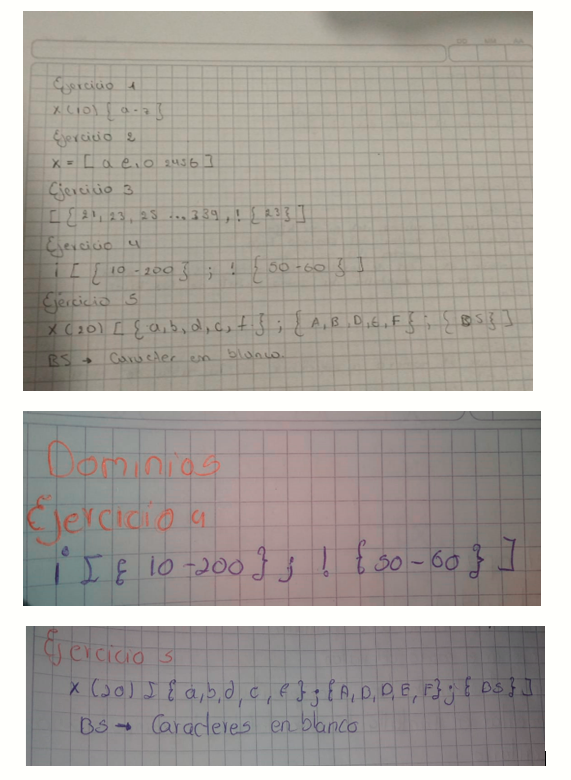 Ejercicio 1
x(10){a-z}
Ejercicio 2
x = [a e,o 2456]
Ejercicio 3
[{21, 23, 25 ... 339, ! {23}]
Ejercicio 4
i [{10-200} ; ! {50-60}]
Ejercicio 5
x(20) [{a,b,d,c,f} ; {A,B,D,E,F} ; {BS}]
BS → Caracter en blanco.
Dominios
Ejercicio 4
i [{10-200} ; ! {50-60}]
Ejercicio 5
x (20) [{a,b,d,c,e} ; {A,D,D,E,F} ; {DS}]
BS → Caracteres en blanco